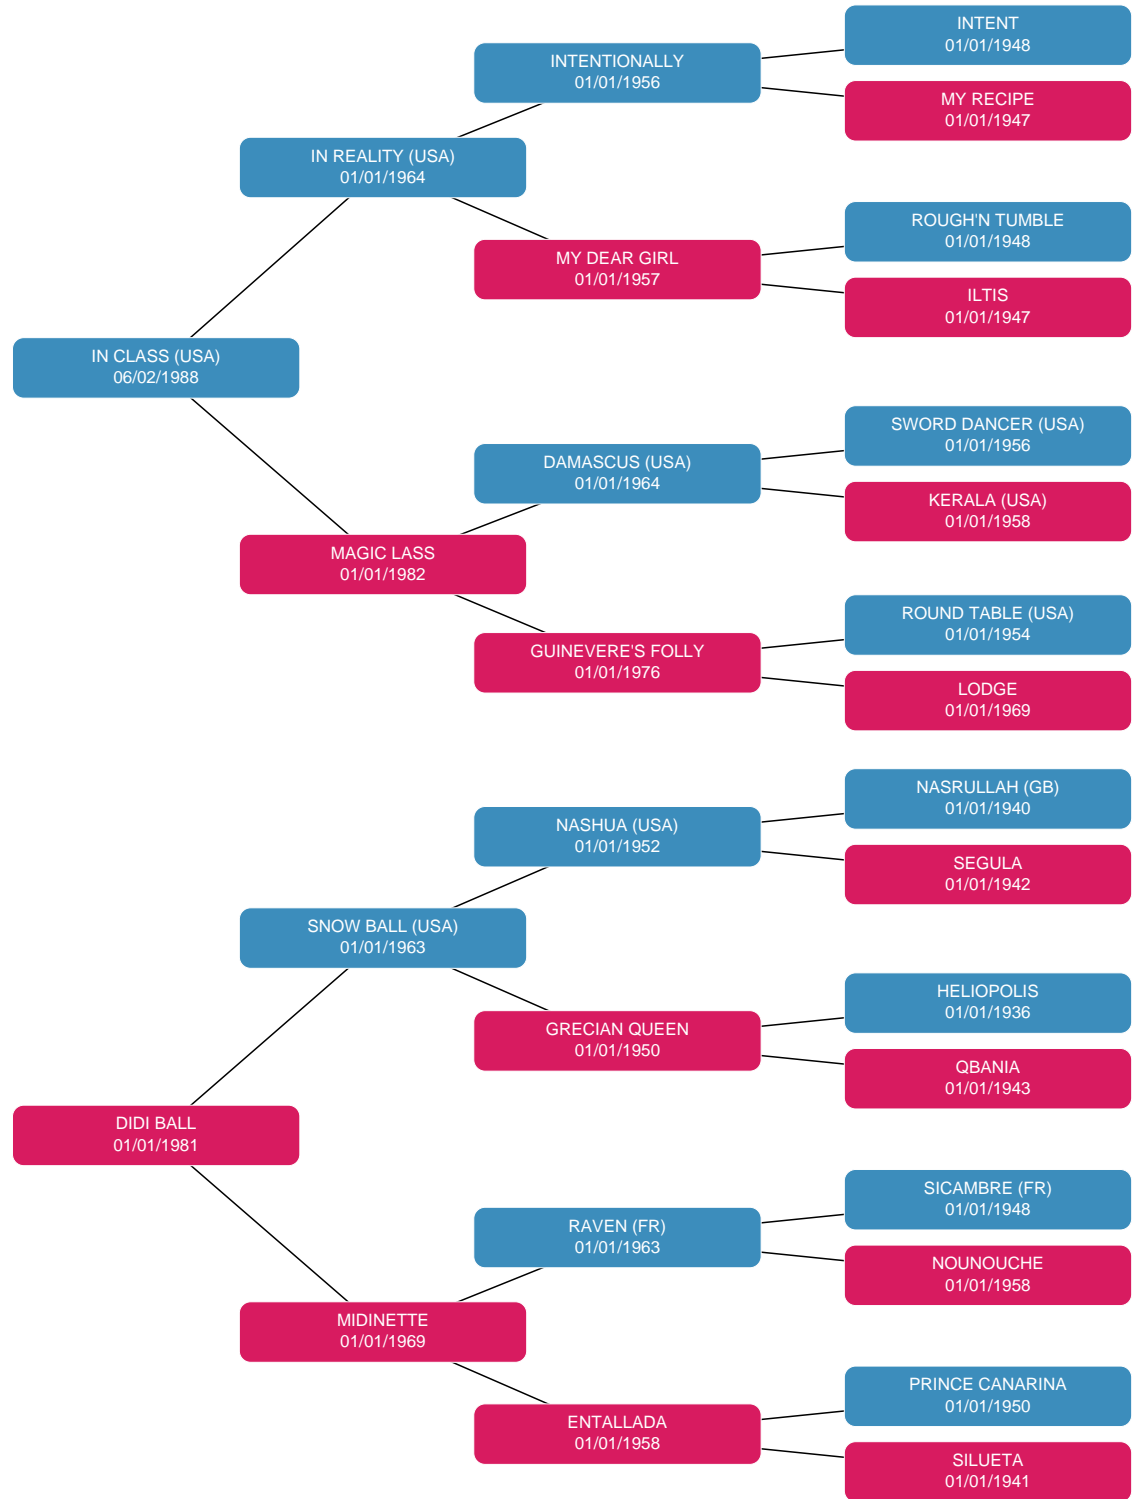 INTENT
01/01/1948
INTENTIONALLY
01/01/1956
MY RECIPE
01/01/1947
IN REALITY (USA)
01/01/1964
ROUGH'N TUMBLE
01/01/1948
MY DEAR GIRL
01/01/1957
ILTIS
01/01/1947
IN CLASS (USA)
06/02/1988
SWORD DANCER (USA)
01/01/1956
DAMASCUS (USA)
01/01/1964
KERALA (USA)
01/01/1958
MAGIC LASS
01/01/1982
ROUND TABLE (USA)
01/01/1954
GUINEVERE'S FOLLY
01/01/1976
LODGE
01/01/1969
NASRULLAH (GB)
01/01/1940
NASHUA (USA)
01/01/1952
SEGULA
01/01/1942
SNOW BALL (USA)
01/01/1963
HELIOPOLIS
01/01/1936
GRECIAN QUEEN
01/01/1950
QBANIA
01/01/1943
DIDI BALL
01/01/1981
SICAMBRE (FR)
01/01/1948
RAVEN (FR)
01/01/1963
NOUNOUCHE
01/01/1958
MIDINETTE
01/01/1969
PRINCE CANARINA
01/01/1950
ENTALLADA
01/01/1958
SILUETA
01/01/1941